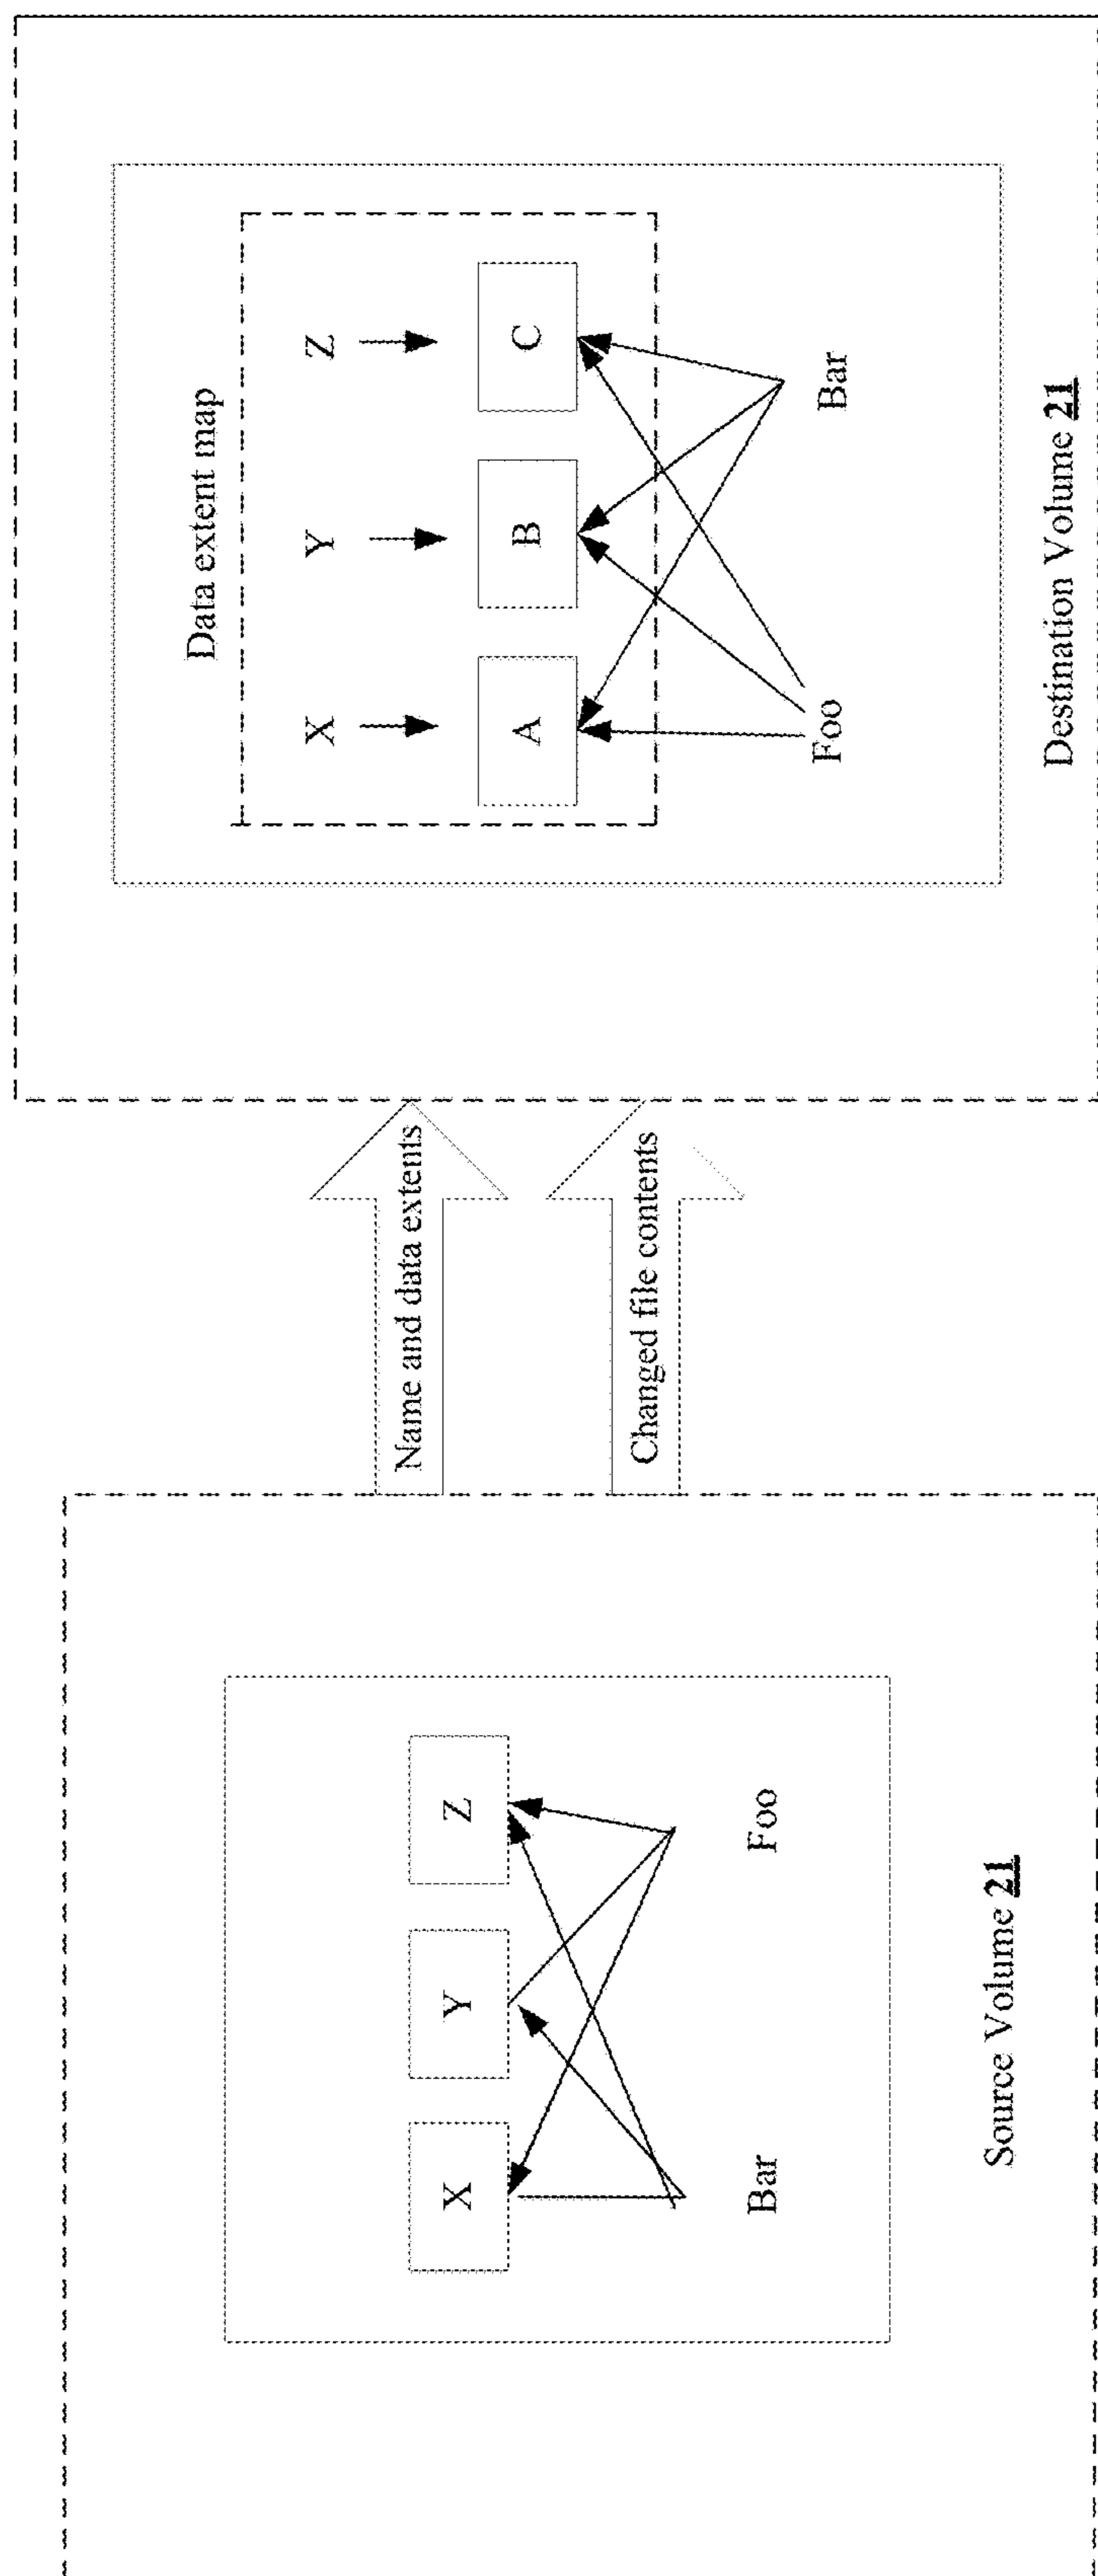 X
Y
Z
Bar
Foo
Source Volume 21
Name and data extents
Changed file contents
Data extent map
X
Y
Z
A
B
C
Foo
Bar
Destination Volume 21